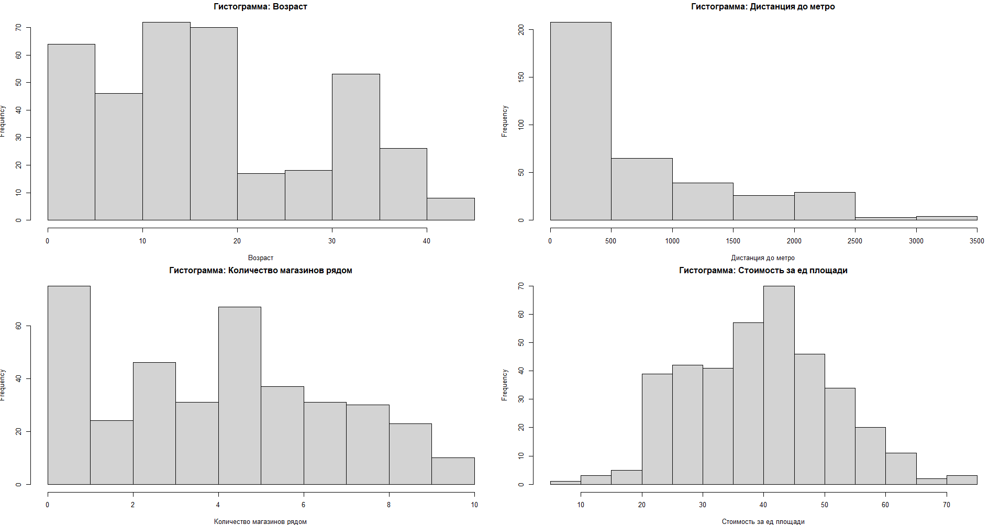 Гистограмма: Возраст
Frequency
0 10 20 30 40 50 60 70
0 10 20 30 40
Возраст
Гистограмма: Дистанция до метро
Frequency
0 50 100 150 200
0 500 1000 1500 2000 2500 3000 3500
Дистанция до метро
Гистограмма: Количество магазинов рядом
Frequency
0 20 40 60
0 2 4 6 8 10
Количество магазинов рядом
Гистограмма: Стоимость за ед площади
Frequency
0 10 20 30 40 50 60 70
10 20 30 40 50 60 70
Стоимость за ед площади